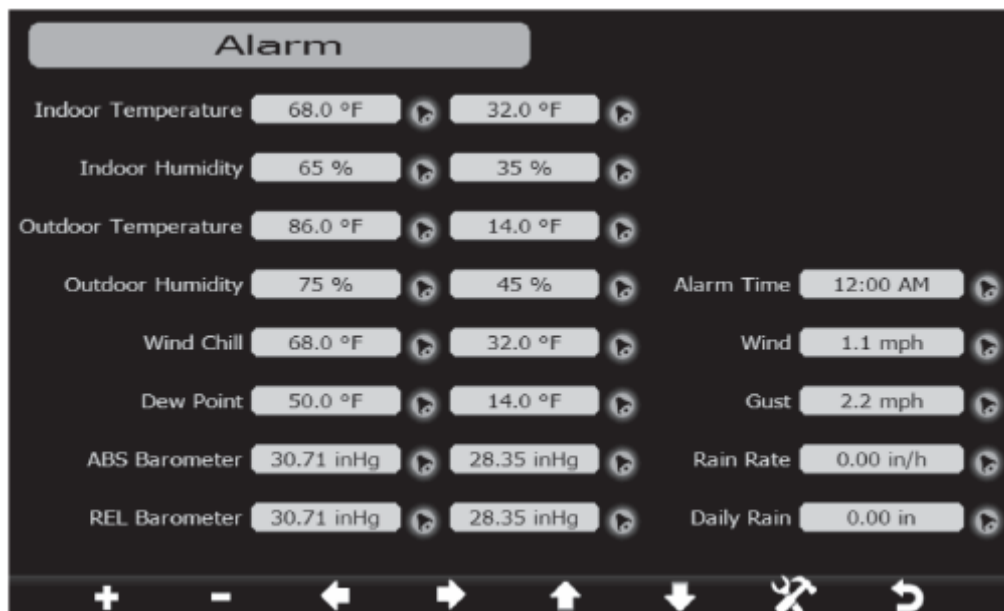 Alarm
Indoor Temperature 68.0 °F 32.0 °F
Indoor Humidity 65 % 35 %
Outdoor Temperature 86.0 °F 14.0 °F
Outdoor Humidity 75 % 45 % Alarm Time 12:00 AM
Wind Chill 68.0 °F 32.0 °F Wind 1.1 mph
Dew Point 50.0 °F 14.0 °F Gust 2.2 mph
ABS Barometer 30.71 inHg 28.35 inHg Rain Rate 0.00 in/h
REL Barometer 30.71 inHg 28.35 inHg Daily Rain 0.00 in